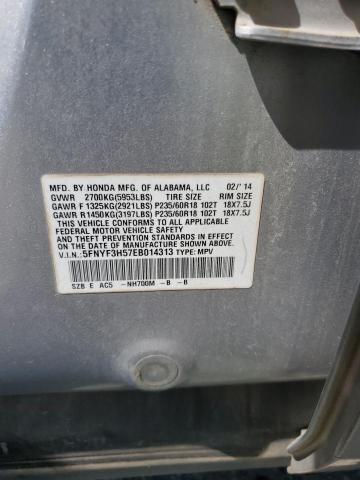 MFD. BY HONDA MFG. OF ALABAMA, LLC 02/'14
GVWR 2700KG(5953LBS) TIRE SIZE RIM SIZE
GAWR F 1325KG(2921LBS) P235/60R18 102T 18X7.5J
GAWR R 1450KG(3197LBS) P235/60R18 102T 18X7.5J
THIS VEHICLE CONFORMS TO ALL APPLICABLE
FEDERAL MOTOR VEHICLE SAFETY AND
THEFT PREVENTION STANDARDS IN EFFECT ON
THE DATE OF MANUFACTURE SHOWN ABOVE.
V.I.N.: 5FNYF3H57EB014313 TYPE: MPV
SZB E AC5 -NH700M -B -B